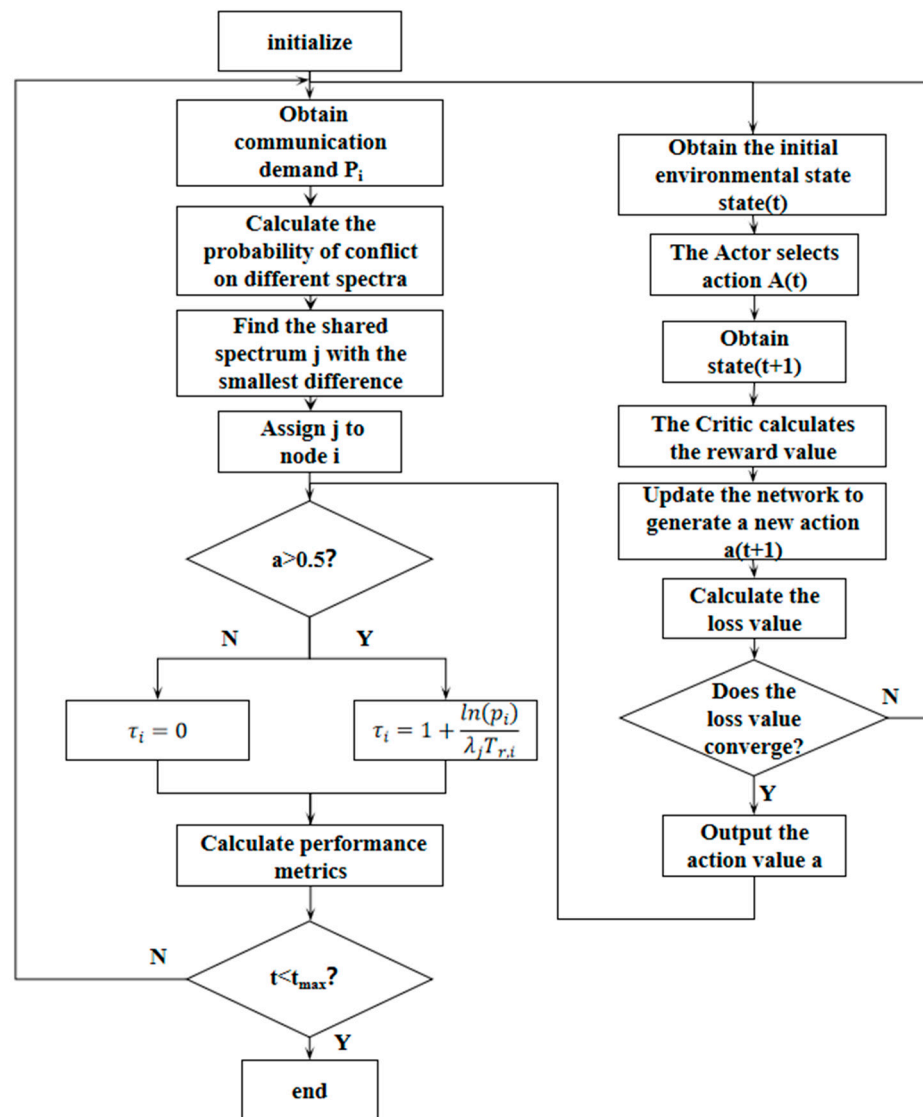 initialize
Obtain
communication
demand Pᵢ
Calculate the
probability of conflict
on different spectra
Find the shared
spectrum j with the
smallest difference
Assign j to
node i
a>0.5?
N
Y
τᵢ = 0
τᵢ = 1 + ln(pᵢ)/λⱼTᵣ,ᵢ
Calculate performance
metrics
N
t<tₘₐₓ?
Y
end
Obtain the initial
environmental state
state(t)
The Actor selects
action A(t)
Obtain
state(t+1)
The Critic calculates
the reward value
Update the network to
generate a new action
a(t+1)
Calculate the
loss value
Does the
loss value
converge?
N
Y
Output the
action value a